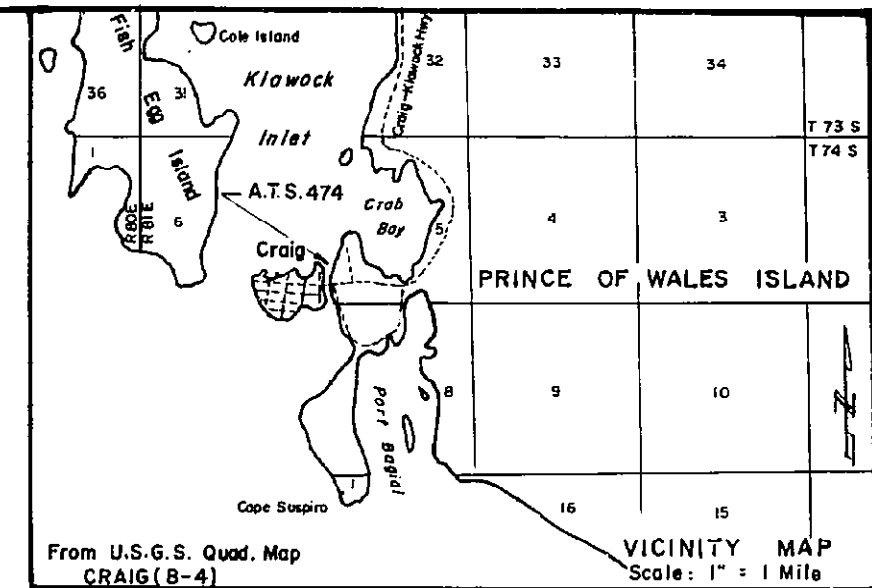 Fish
Egg
Island
Cole Island
Klawock
Inlet
Craig-Klawock Hwy
32
33
34
36
31
T 73 S
T 74 S
1
6
R 80 E
R 81 E
A.T.S. 474
Crab
Bay
5
4
3
Craig
PRINCE OF WALES ISLAND
8
9
10
Port Bagial
1
Cape Suspiro
16
15
From U.S.G.S. Quad. Map
CRAIG (B-4)
VICINITY MAP
Scale: 1" = 1 Mile